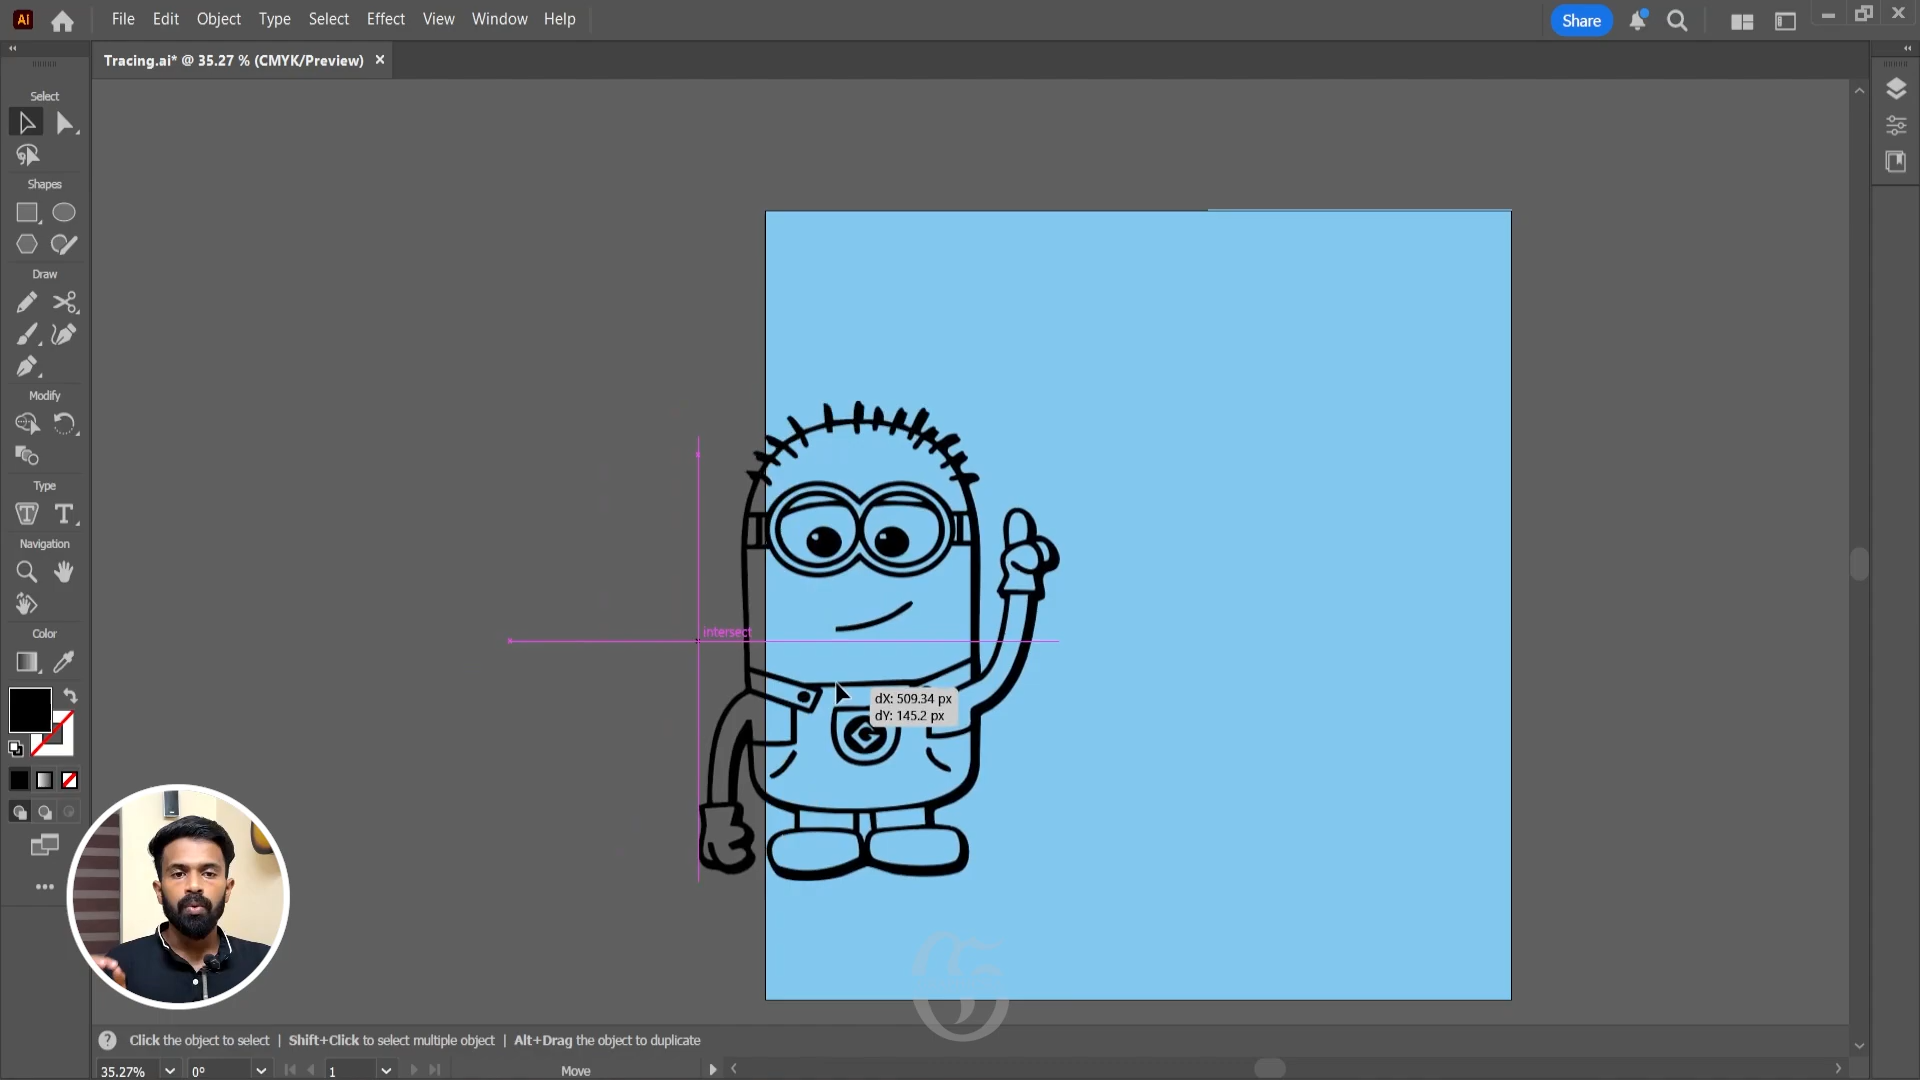 Ai
File Edit Object Type Select Effect View Window Help
Share
Tracing.ai* @ 35.27 % (CMYK/Preview) ×
Select
Shapes
Draw
Modify
Type
Navigation
Color
intersect
dX: 509.34 px
dY: 145.2 px
G
Click the object to select | Shift+Click to select multiple object | Alt+Drag the object to duplicate
35.27% 0° 1 Move